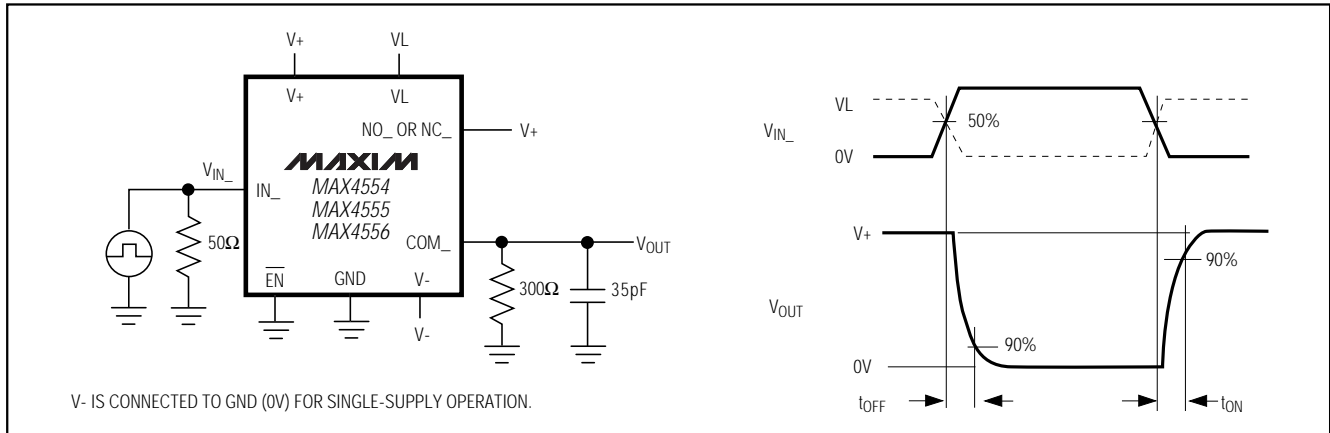 V+ VL
V+ VL
NO_ OR NC_ V+
MAXIM
V_IN_ IN_
MAX4554
MAX4555
MAX4556
COM_ V_OUT
50Ω
EN GND V-
300Ω 35pF
V-
V- IS CONNECTED TO GND (0V) FOR SINGLE-SUPPLY OPERATION.
VL
V_IN_ 50%
0V
V+
90%
V_OUT
90%
0V
t_OFF t_ON